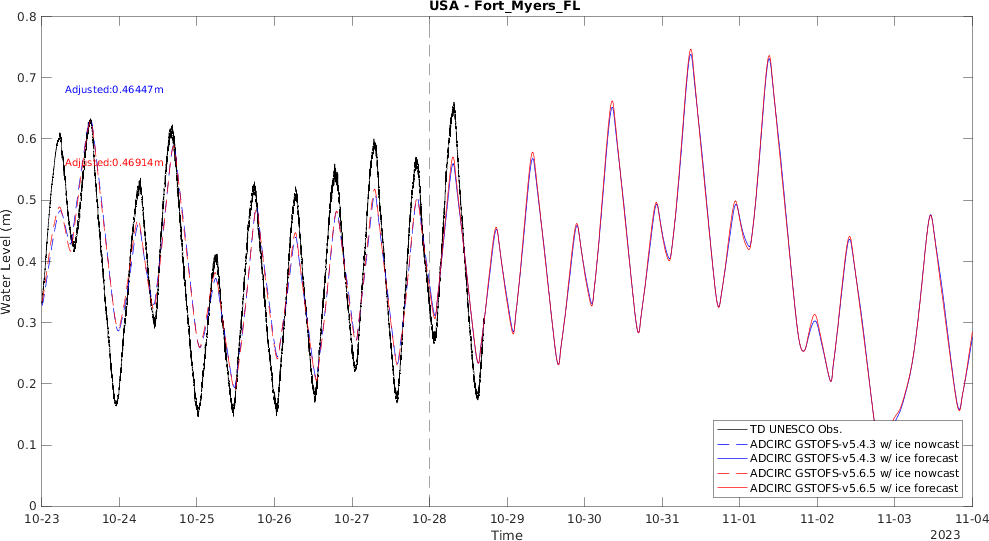 USA - Fort_Myers_FL
0.8
0.7
0.6
0.5
0.4
0.3
0.2
0.1
0
Water Level (m)
Adjusted:0.46447m
Adjusted:0.46914m
TD UNESCO Obs.
ADCIRC GSTOFS-v5.4.3 w/ ice nowcast
ADCIRC GSTOFS-v5.4.3 w/ ice forecast
ADCIRC GSTOFS-v5.6.5 w/ ice nowcast
ADCIRC GSTOFS-v5.6.5 w/ ice forecast
10-23 10-24 10-25 10-26 10-27 10-28 10-29 10-30 10-31 11-01 11-02 11-03 11-04
Time
2023